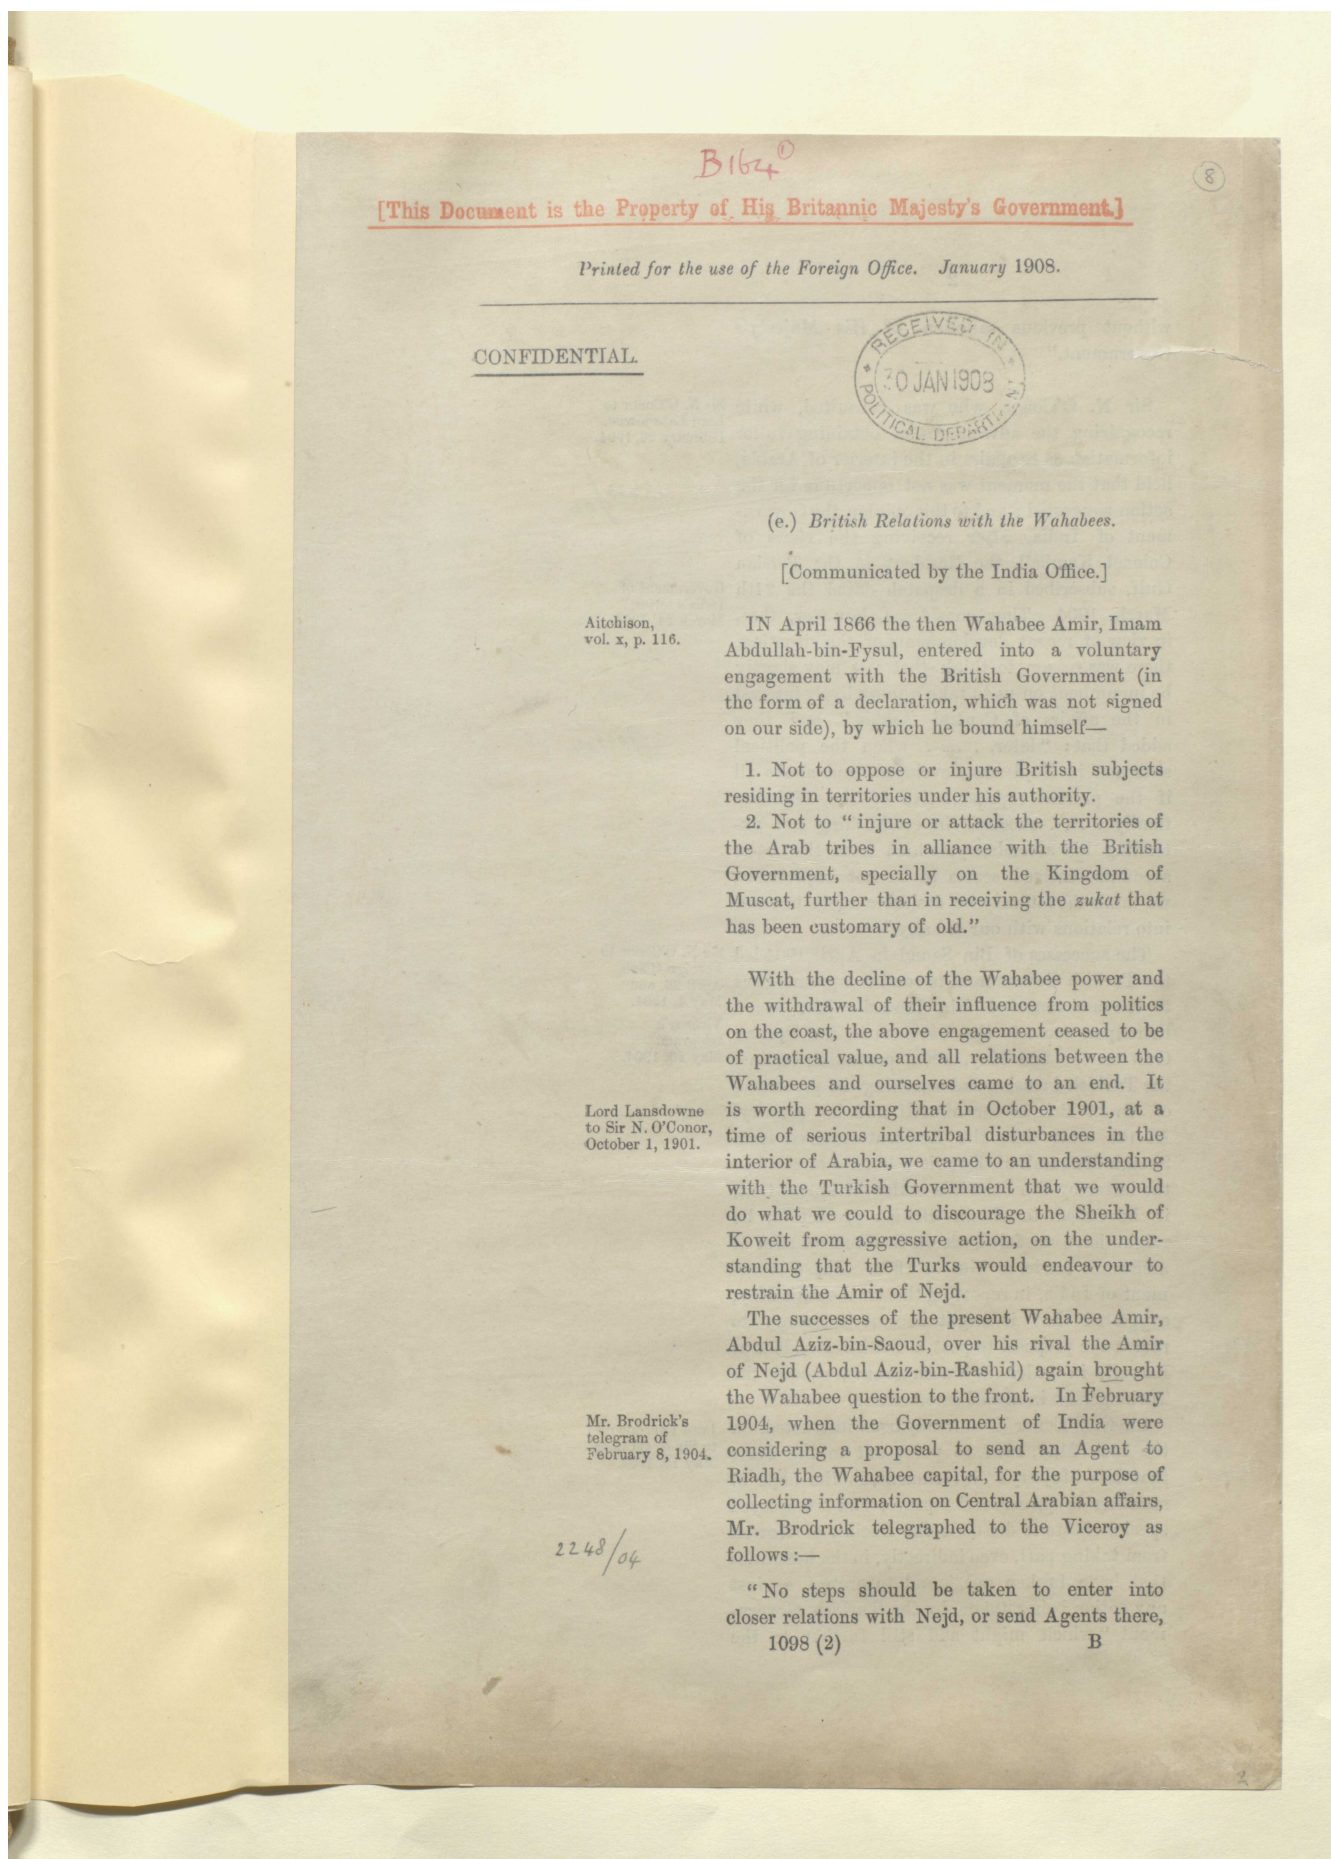 B164 ①
8
[This Document is the Property of His Britannic Majesty's Government.]
Printed for the use of the Foreign Office. January 1908.
CONFIDENTIAL.
* RECEIVED IN *
30 JAN 1908
POLITICAL DEPARTMENT
(e.) British Relations with the Wahabees.
[Communicated by the India Office.]
Aitchison,
vol. x, p. 116.
IN April 1866 the then Wahabee Amir, Imam
Abdullah-bin-Fysul, entered into a voluntary
engagement with the British Government (in
the form of a declaration, which was not signed
on our side), by which he bound himself—
1. Not to oppose or injure British subjects
residing in territories under his authority.
2. Not to "injure or attack the territories of
the Arab tribes in alliance with the British
Government, specially on the Kingdom of
Muscat, further than in receiving the zukat that
has been customary of old."
With the decline of the Wahabee power and
the withdrawal of their influence from politics
on the coast, the above engagement ceased to be
of practical value, and all relations between the
Wahabees and ourselves came to an end. It
Lord Lansdowne
to Sir N. O'Conor,
October 1, 1901.
is worth recording that in October 1901, at a
time of serious intertribal disturbances in the
interior of Arabia, we came to an understanding
with the Turkish Government that we would
do what we could to discourage the Sheikh of
Koweit from aggressive action, on the under-
standing that the Turks would endeavour to
restrain the Amir of Nejd.
The successes of the present Wahabee Amir,
Abdul Aziz-bin-Saoud, over his rival the Amir
of Nejd (Abdul Aziz-bin-Rashid) again brought
the Wahabee question to the front. In February
Mr. Brodrick's
telegram of
February 8, 1904.
1904, when the Government of India were
considering a proposal to send an Agent to
Riadh, the Wahabee capital, for the purpose of
collecting information on Central Arabian affairs,
Mr. Brodrick telegraphed to the Viceroy as
follows :—
2248/04
"No steps should be taken to enter into
closer relations with Nejd, or send Agents there,
1098 (2) B
2